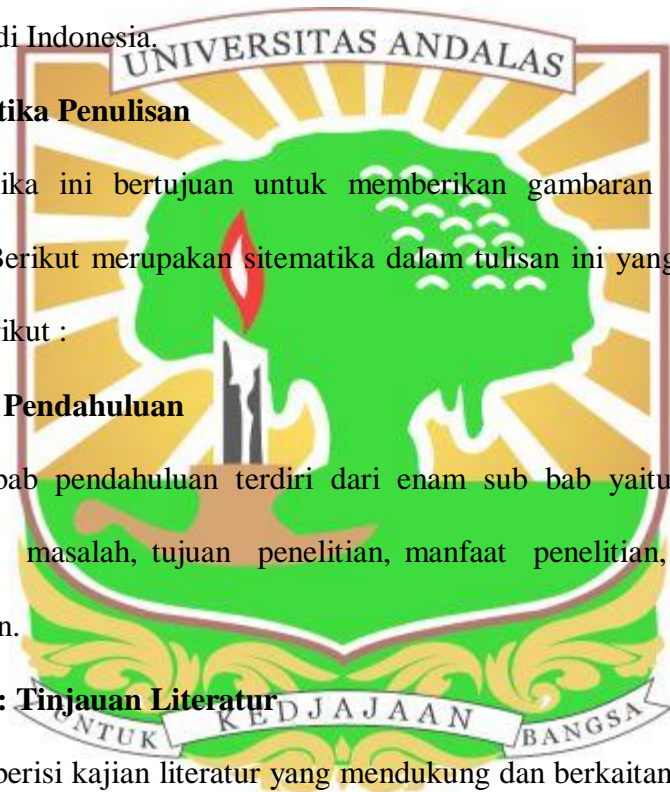 di Indonesia.
UNIVERSITAS ANDALAS
tika Penulisan
ika ini bertujuan untuk memberikan gambaran
Berikut merupakan sitematika dalam tulisan ini yang
rikut :
Pendahuluan
bab pendahuluan terdiri dari enam sub bab yaitu
masalah, tujuan penelitian, manfaat penelitian,
n.
: Tinjauan Literatur
UNTUK KEDJAJAAN BANGSA
berisi kajian literatur yang mendukung dan berkaitan